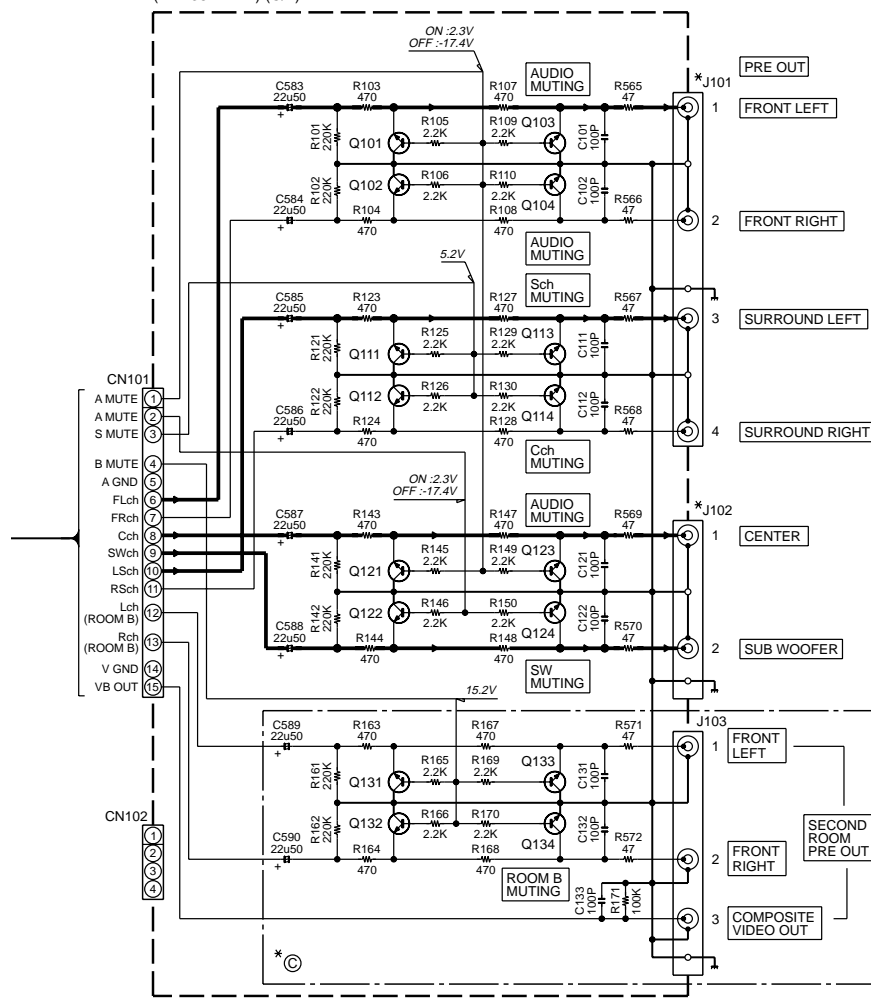 ON :2.3V
OFF :-17.4V
AUDIO
MUTING
*J101
PRE OUT
C583
22u50
+
R103
470
R107
470
R565
47
1
FRONT LEFT
R101
220K
Q101
R105
2.2K
R109
2.2K
Q103
C101
100P
R102
220K
Q102
R106
2.2K
R110
2.2K
Q104
C102
100P
C584
22u50
+
R104
470
R108
470
R566
47
2
FRONT RIGHT
AUDIO
MUTING
5.2V
Sch
MUTING
C585
22u50
+
R123
470
R127
470
R567
47
3
SURROUND LEFT
R121
220K
Q111
R125
2.2K
R129
2.2K
Q113
C111
100P
R122
220K
Q112
R126
2.2K
R130
2.2K
Q114
C112
100P
C586
22u50
+
R124
470
R128
470
R568
47
4
SURROUND RIGHT
Cch
MUTING
CN101
A MUTE 1
A MUTE 2
S MUTE 3
B MUTE 4
A GND 5
FLch 6
FRch 7
Cch 8
SWch 9
LSch 10
RSch 11
Lch
(ROOM B) 12
Rch
(ROOM B) 13
V GND 14
VB OUT 15
ON :2.3V
OFF :-17.4V
AUDIO
MUTING
*J102
C587
22u50
+
R143
470
R147
470
R569
47
1
CENTER
R141
220K
Q121
R145
2.2K
R149
2.2K
Q123
C121
100P
R142
220K
Q122
R146
2.2K
R150
2.2K
Q124
C122
100P
C588
22u50
+
R144
470
R148
470
R570
47
2
SUB WOOFER
SW
MUTING
15.2V
J103
C589
22u50
+
R163
470
R167
470
R571
47
1
FRONT
LEFT
R161
220K
Q131
R165
2.2K
R169
2.2K
Q133
C131
100P
R162
220K
Q132
R166
2.2K
R170
2.2K
Q134
C132
100P
C590
22u50
+
R164
470
R168
470
R572
47
2
FRONT
RIGHT
SECOND
ROOM
PRE OUT
ROOM B
MUTING
C133
100P
R171
100K
3
COMPOSITE
VIDEO OUT
CN102
1
2
3
4
*©